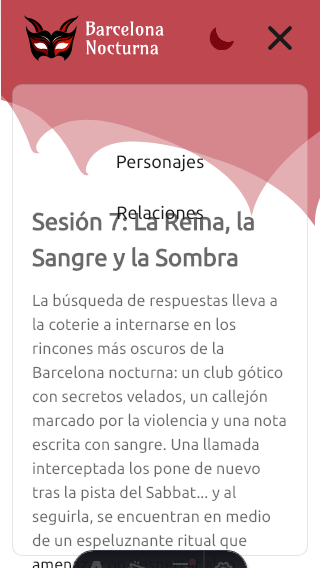 Barcelona
Nocturna
Personajes
Relaciones
Sesión 7: La Reina, la
Sangre y la Sombra
La búsqueda de respuestas lleva a
la coterie a internarse en los
rincones más oscuros de la
Barcelona nocturna: un club gótico
con secretos velados, un callejón
marcado por la violencia y una nota
escrita con sangre. Una llamada
interceptada los pone de nuevo
tras la pista del Sabbat... y al
seguirla, se encuentran en medio
de un espeluznante ritual que